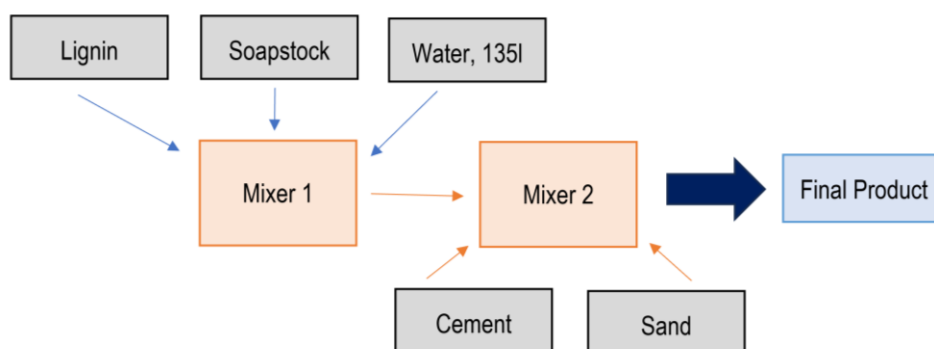 Lignin
Soapstock
Water, 135l
Mixer 1
Mixer 2
Final Product
Cement
Sand